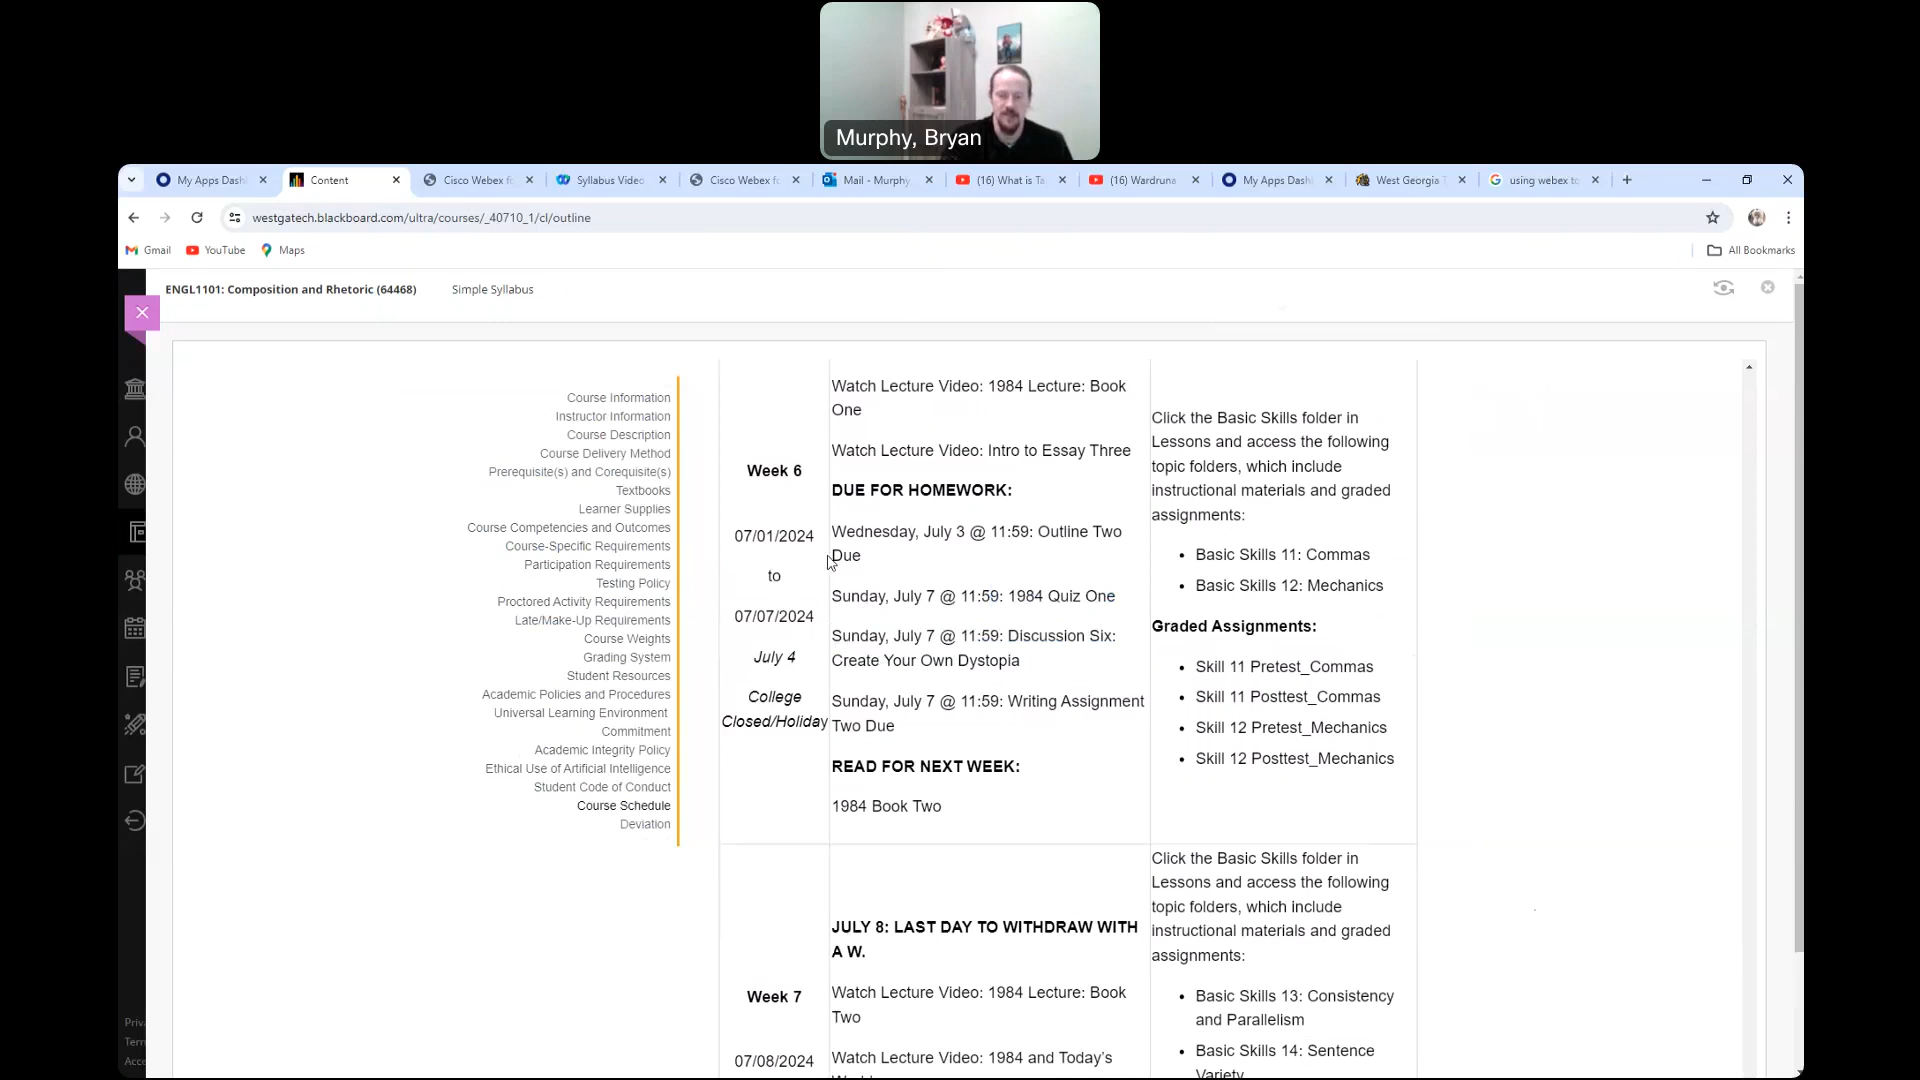 Murphy, Bryan
My Apps Dash
Content
Cisco Webex fo
Syllabus Video
Cisco Webex fo
Mail - Murphy,
(16) What is Ta
(16) Wardruna
My Apps Dash
West Georgia T
using webex to
westgatech.blackboard.com/ultra/courses/_40710_1/cl/outline
Gmail
YouTube
Maps
All Bookmarks
ENGL1101: Composition and Rhetoric (64468)
Simple Syllabus
Course Information
Instructor Information
Course Description
Course Delivery Method
Prerequisite(s) and Corequisite(s)
Textbooks
Learner Supplies
Course Competencies and Outcomes
Course-Specific Requirements
Participation Requirements
Testing Policy
Proctored Activity Requirements
Late/Make-Up Requirements
Course Weights
Grading System
Student Resources
Academic Policies and Procedures
Universal Learning Environment
Commitment
Academic Integrity Policy
Ethical Use of Artificial Intelligence
Student Code of Conduct
Course Schedule
Deviation
Priv
Tern
Acce
Week 6
07/01/2024
to
07/07/2024
July 4
College
Closed/Holiday
Watch Lecture Video: 1984 Lecture: Book
One
Watch Lecture Video: Intro to Essay Three
DUE FOR HOMEWORK:
Wednesday, July 3 @ 11:59: Outline Two
Due
Sunday, July 7 @ 11:59: 1984 Quiz One
Sunday, July 7 @ 11:59: Discussion Six:
Create Your Own Dystopia
Sunday, July 7 @ 11:59: Writing Assignment
Two Due
READ FOR NEXT WEEK:
1984 Book Two
Click the Basic Skills folder in
Lessons and access the following
topic folders, which include
instructional materials and graded
assignments:
• Basic Skills 11: Commas
• Basic Skills 12: Mechanics
Graded Assignments:
• Skill 11 Pretest_Commas
• Skill 11 Posttest_Commas
• Skill 12 Pretest_Mechanics
• Skill 12 Posttest_Mechanics
Week 7
07/08/2024
JULY 8: LAST DAY TO WITHDRAW WITH
A W.
Watch Lecture Video: 1984 Lecture: Book
Two
Watch Lecture Video: 1984 and Today's
Click the Basic Skills folder in
Lessons and access the following
topic folders, which include
instructional materials and graded
assignments:
• Basic Skills 13: Consistency
and Parallelism
• Basic Skills 14: Sentence
Variety